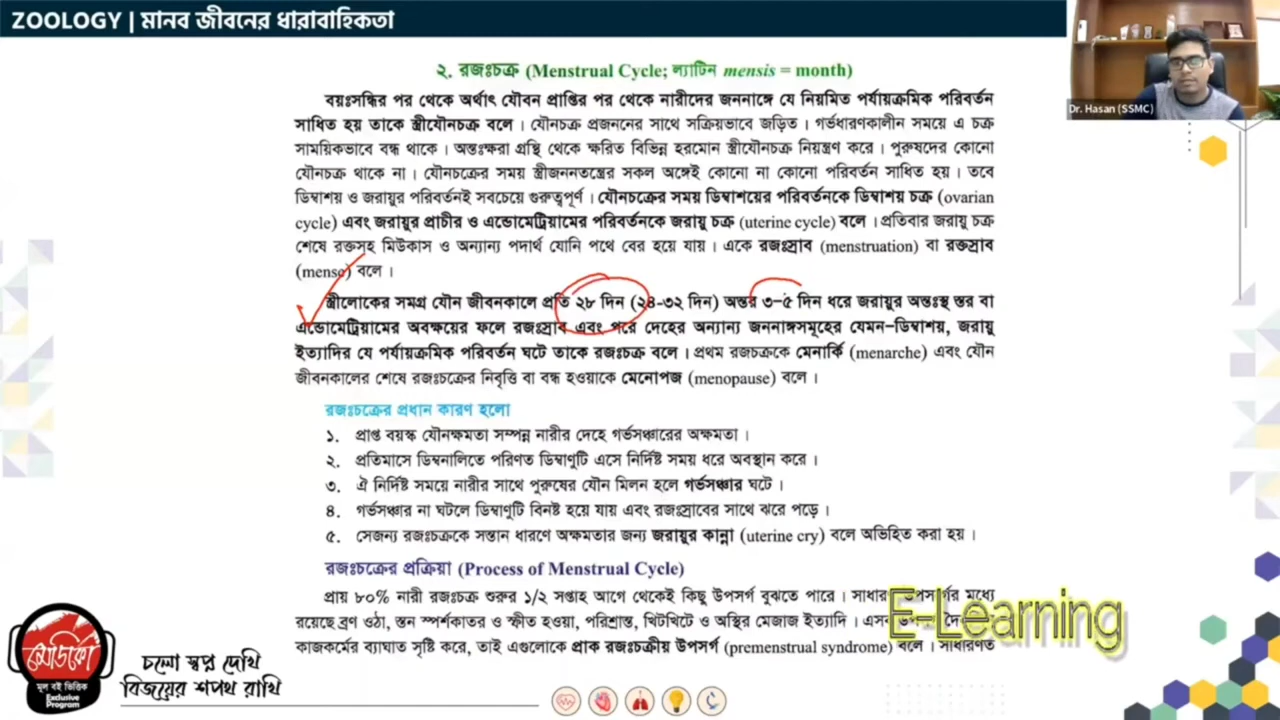 ZOOLOGY | মানব জীবনের ধারাবাহিকতা
Dr. Hasan (SSMC)
২. রজঃচক্র (Menstrual Cycle; ল্যাটিন mensis = month)
বয়ঃসন্ধির পর থেকে অর্থাৎ যৌবন প্রাপ্তির পর থেকে নারীদের জননাঙ্গে যে নিয়মিত পর্যায়ক্রমিক পরিবর্তন
সাধিত হয় তাকে স্ত্রীযৌনচক্র বলে। যৌনচক্র প্রজননের সাথে সক্রিয়ভাবে জড়িত। গর্ভধারণকালীন সময়ে এ চক্র
সাময়িকভাবে বন্ধ থাকে। অন্তঃক্ষরা গ্রন্থি থেকে ক্ষরিত বিভিন্ন হরমোন স্ত্রীযৌনচক্র নিয়ন্ত্রণ করে। পুরুষদের কোনো
যৌনচক্র থাকে না। যৌনচক্রের সময় স্ত্রীজননতন্ত্রের সকল অঙ্গেই কোনো না কোনো পরিবর্তন সাধিত হয়। তবে
ডিম্বাশয় ও জরায়ুর পরিবর্তনই সবচেয়ে গুরুত্বপূর্ণ। যৌনচক্রের সময় ডিম্বাশয়ের পরিবর্তনকে ডিম্বাশয় চক্র (ovarian
cycle) এবং জরায়ুর প্রাচীর ও এন্ডোমেট্রিয়ামের পরিবর্তনকে জরায়ু চক্র (uterine cycle) বলে। প্রতিবার জরায়ু চক্র
শেষে রক্তসহ মিউকাস ও অন্যান্য পদার্থ যোনি পথে বের হয়ে যায়। একে রজঃস্রাব (menstruation) বা রক্তস্রাব
(mense) বলে।
স্ত্রীলোকের সমগ্র যৌন জীবনকালে প্রতি ২৮ দিন (২৪-৩২ দিন) অন্তর ৩-৫ দিন ধরে জরায়ুর অন্তঃস্থ স্তর বা
এন্ডোমেট্রিয়ামের অবক্ষয়ের ফলে রজঃস্রাব এবং পরে দেহের অন্যান্য জননাঙ্গসমূহের যেমন–ডিম্বাশয়, জরায়ু
ইত্যাদির যে পর্যায়ক্রমিক পরিবর্তন ঘটে তাকে রজঃচক্র বলে। প্রথম রজঃচক্রকে মেনার্কি (menarche) এবং যৌন
জীবনকালের শেষে রজঃচক্রের নিবৃত্তি বা বন্ধ হওয়াকে মেনোপজ (menopause) বলে।
রজঃচক্রের প্রধান কারণ হলো
১. প্রাপ্ত বয়স্ক যৌনক্ষমতা সম্পন্ন নারীর দেহে গর্ভসঞ্চারের অক্ষমতা।
২. প্রতিমাসে ডিম্বনালিতে পরিণত ডিম্বাণুটি এসে নির্দিষ্ট সময় ধরে অবস্থান করে।
৩. ঐ নির্দিষ্ট সময়ে নারীর সাথে পুরুষের যৌন মিলন হলে গর্ভসঞ্চার ঘটে।
৪. গর্ভসঞ্চার না ঘটলে ডিম্বাণুটি বিনষ্ট হয়ে যায় এবং রজঃস্রাবের সাথে ঝরে পড়ে।
৫. সেজন্য রজঃচক্রকে সন্তান ধারণে অক্ষমতার জন্য জরায়ুর কান্না (uterine cry) বলে অভিহিত করা হয়।
রজঃচক্রের প্রক্রিয়া (Process of Menstrual Cycle)
প্রায় ৮০% নারী রজঃচক্র শুরুর ১/২ সপ্তাহ আগে থেকেই কিছু উপসর্গ বুঝতে পারে। উপসর্গের মধ্যে
রয়েছে ব্রণ ওঠা, স্তন স্পর্শকাতর ও স্ফীত হওয়া, পরিশ্রান্ত, খিটখিটে ও অস্থির মেজাজ ইত্যাদি।
কাজকর্মের ব্যাঘাত সৃষ্টি করে, তাই এগুলোকে প্রাক রজঃচক্রীয় উপসর্গ (premenstrual syndrome) বলে। সাধারণত
E-Learning
মূল বই ভিত্তিক
Exclusive
Program
চলো স্বপ্ন দেখি
বিজয়ের শপথ রাখি